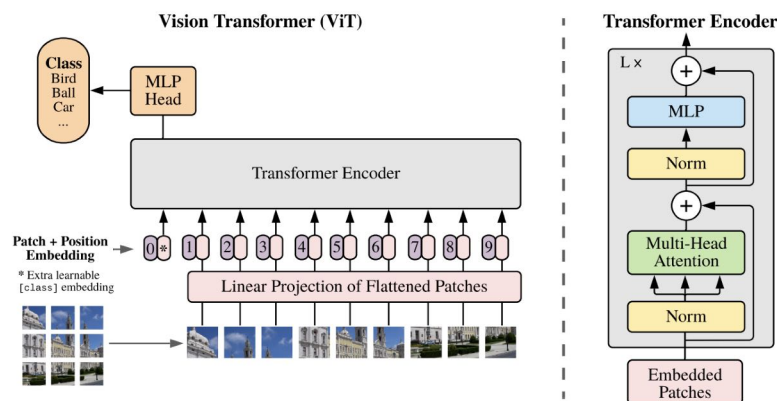 Vision Transformer (ViT)
Class
Bird
Ball
Car
...
MLP
Head
Transformer Encoder
Patch + Position
Embedding
0 * 1 2 3 4 5 6 7 8 9
* Extra learnable
[class] embedding
Linear Projection of Flattened Patches
Transformer Encoder
L ×
+
MLP
Norm
+
Multi-Head
Attention
Norm
Embedded
Patches